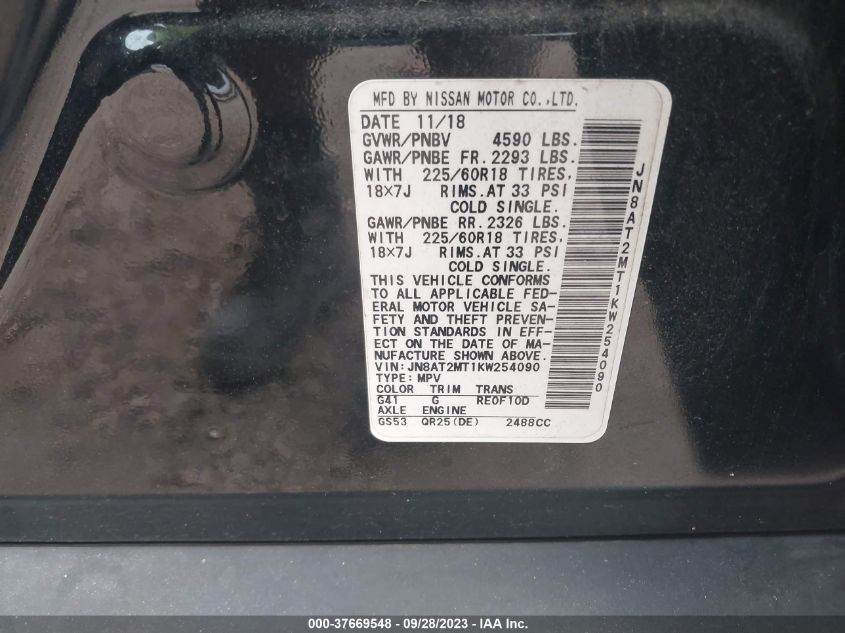 MFD BY NISSAN MOTOR CO.,LTD.
DATE 11/18
GVWR/PNBV 4590 LBS.
GAWR/PNBE FR.2293 LBS.
WITH 225/60R18 TIRES,
18×7J RIMS.AT 33 PSI
COLD SINGLE.
GAWR/PNBE RR.2326 LBS.
WITH 225/60R18 TIRES,
18×7J RIMS.AT 33 PSI
COLD SINGLE.
THIS VEHICLE CONFORMS
TO ALL APPLICABLE FED-
ERAL MOTOR VEHICLE SA-
FETY AND THEFT PREVEN-
TION STANDARDS IN EFF-
ECT ON THE DATE OF MA-
NUFACTURE SHOWN ABOVE.
VIN:JN8AT2MT1KW254090
TYPE:MPV
COLOR TRIM TRANS
G41 G RE0F10D
AXLE ENGINE
GS53 QR25(DE) 2488CC
JN8AT2MT1KW254090
000-37669548 - 09/28/2023 - IAAI.COM/CONDITIONS